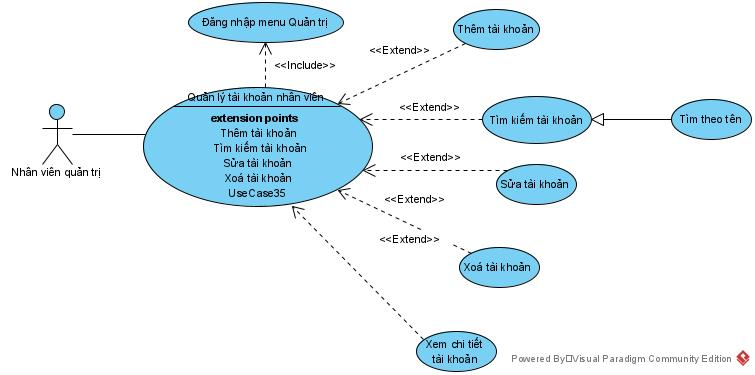 Đăng nhập menu Quản trị
Thêm tài khoản
<<Extend>>
<<Include>>
Quản lý tài khoản nhân viên
extension points
Thêm tài khoản
Tìm kiếm tài khoản
Sửa tài khoản
Xoá tài khoản
UseCase35
<<Extend>>
Tìm kiếm tài khoản
Tìm theo tên
Nhân viên quản trị
<<Extend>>
Sửa tài khoản
<<Extend>>
<<Extend>>
Xoá tài khoản
Xem chi tiết
tài khoản
Powered By Visual Paradigm Community Edition